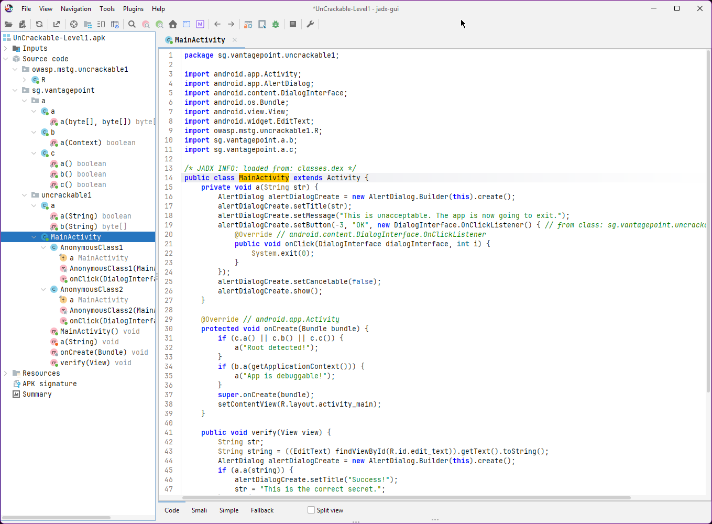 *UnCrackable-Level1.apk - jadx-gui
File View Navigation Tools Plugins Help
UnCrackable-Level1.apk
Inputs
Source code
owasp.mstg.uncrackable1
R
sg.vantagepoint
a
a
a(byte[], byte[]) byte[
b
a(Context) boolean
c
a() boolean
b() boolean
c() boolean
uncrackable1
a
a(String) boolean
b(String) byte[]
MainActivity
AnonymousClass1
a MainActivity
AnonymousClass1(Main
onClick(DialogInterf
AnonymousClass2
a MainActivity
AnonymousClass2(Main
onClick(DialogInterf
MainActivity() void
a(String) void
onCreate(Bundle) void
verify(View) void
Resources
APK signature
Summary
MainActivity
1 package sg.vantagepoint.uncrackable1;
2
3 import android.app.Activity;
4 import android.app.AlertDialog;
5 import android.content.DialogInterface;
6 import android.os.Bundle;
7 import android.view.View;
8 import android.widget.EditText;
9 import owasp.mstg.uncrackable1.R;
10 import sg.vantagepoint.a.b;
11 import sg.vantagepoint.a.c;
12
13 /* JADX INFO: loaded from: classes.dex */
14 public class MainActivity extends Activity {
15 private void a(String str) {
16 AlertDialog alertDialogCreate = new AlertDialog.Builder(this).create();
17 alertDialogCreate.setTitle(str);
18 alertDialogCreate.setMessage("This is unacceptable. The app is now going to exit.");
19 alertDialogCreate.setButton(-3, "OK", new DialogInterface.OnClickListener() { // from class: sg.vantagepoint.uncrac
20 @Override // android.content.DialogInterface.OnClickListener
21 public void onClick(DialogInterface dialogInterface, int i) {
22 System.exit(0);
23 }
24 });
25 alertDialogCreate.setCancelable(false);
26 alertDialogCreate.show();
27 }
28
29 @Override // android.app.Activity
30 protected void onCreate(Bundle bundle) {
31 if (c.a() || c.b() || c.c()) {
32 a("Root detected!");
33 }
34 if (b.a(getApplicationContext())) {
35 a("App is debuggable!");
36 }
37 super.onCreate(bundle);
38 setContentView(R.layout.activity_main);
39 }
40
41 public void verify(View view) {
42 String str;
43 String string = ((EditText) findViewById(R.id.edit_text)).getText().toString();
44 AlertDialog alertDialogCreate = new AlertDialog.Builder(this).create();
45 if (a.a(string)) {
46 alertDialogCreate.setTitle("Success!");
47 str = "This is the correct secret.";
Code Smali Simple Fallback Split view